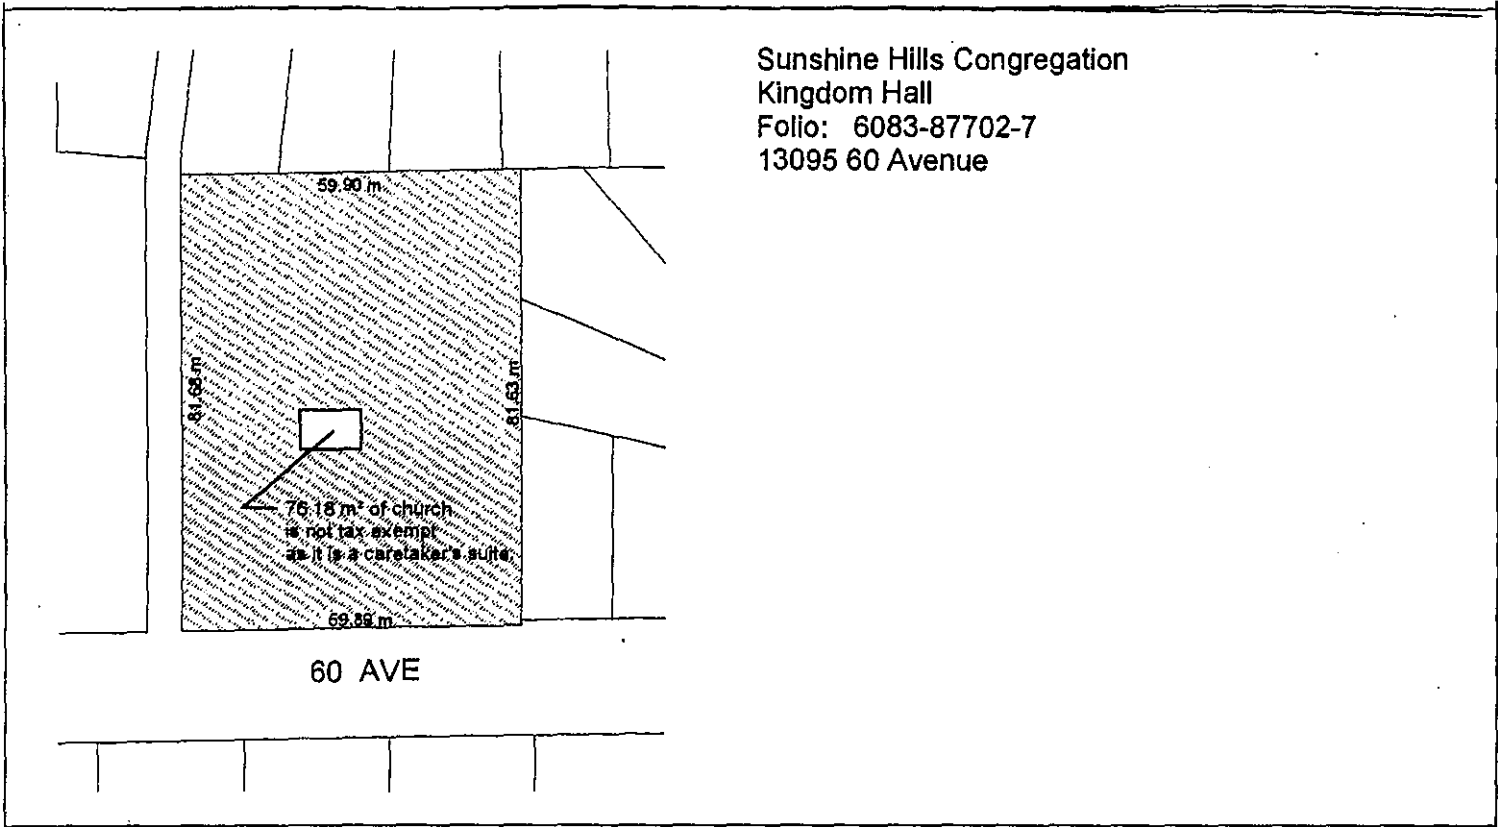 Sunshine Hills Congregation
Kingdom Hall
Folio: 6083-87702-7
13095 60 Avenue
59.90 m
81.68 m
81.63 m
76.18 m² of church
is not tax exempt
as it is a caretaker's suite.
59.89 m
60 AVE